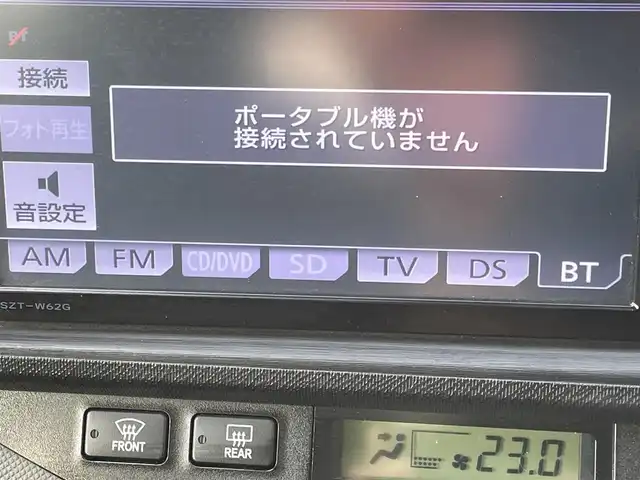 BT
接続
ポータブル機が
接続されていません
フォト再生
音設定
AM
FM
CD/DVD
SD
TV
DS
BT
SZT-W62G
FRONT
REAR
23.0